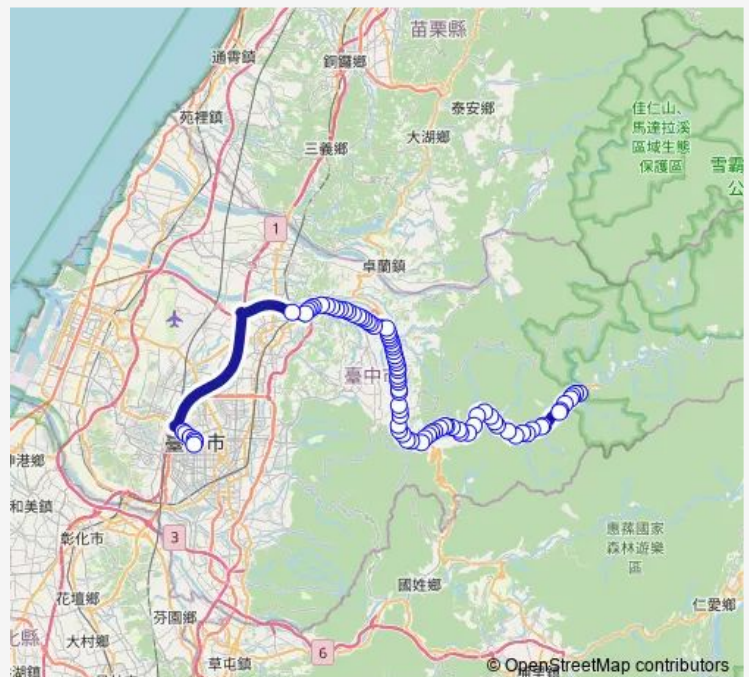 苗栗縣
通霄鎮
銅鑼鄉
泰安鄉
佳仁山、
馬達拉溪
區域生態
保護區
雪霸
公
苑裡鎮
大湖鄉
三義鄉
1
卓蘭鎮
臺中市
市
和美鎮
3
彰化市
惠蓀國家
森林遊樂
區
國姓鄉
仁愛鄉
花壇鄉
芬園鄉
大村鄉
6
草屯鎮
© OpenStreetMap contributors